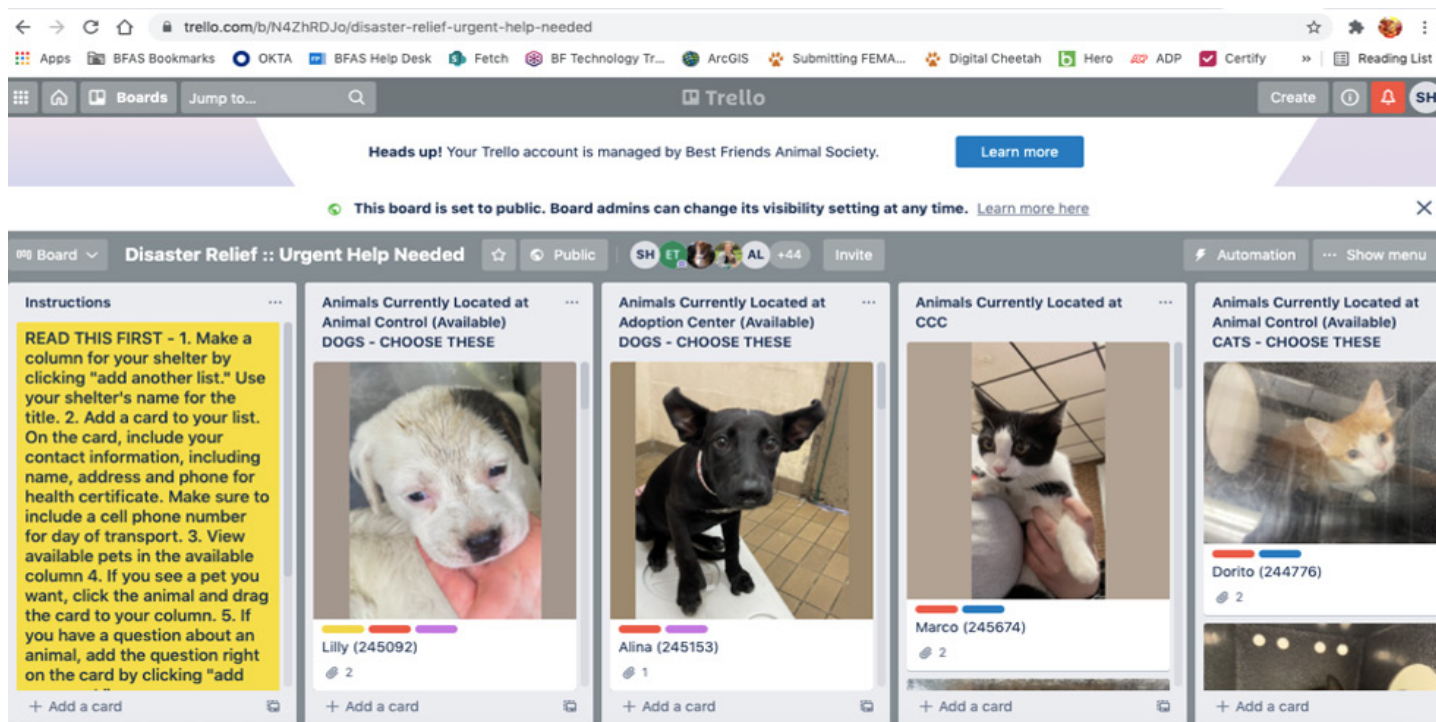 trello.com/b/N4ZhRDJo/disaster-relief-urgent-help-needed
Apps BFAS Bookmarks OKTA FP BFAS Help Desk S Fetch BF Technology Tr... ArcGIS Submitting FEMA... Digital Cheetah b Hero ADP ADP Certify » Reading List
Boards Jump to... Trello Create SH
Heads up! Your Trello account is managed by Best Friends Animal Society. Learn more
This board is set to public. Board admins can change its visibility setting at any time. Learn more here
Board Disaster Relief :: Urgent Help Needed Public SH ET AL +44 Invite Automation ... Show menu
Instructions ...
READ THIS FIRST - 1. Make a
column for your shelter by
clicking "add another list." Use
your shelter's name for the
title. 2. Add a card to your list.
On the card, include your
contact information, including
name, address and phone for
health certificate. Make sure to
include a cell phone number
for day of transport. 3. View
available pets in the available
column 4. If you see a pet you
want, click the animal and drag
the card to your column. 5. If
you have a question about an
animal, add the question right
on the card by clicking "add
+ Add a card
Animals Currently Located at ...
Animal Control (Available)
DOGS - CHOOSE THESE
Lilly (245092)
2
+ Add a card
Animals Currently Located at ...
Adoption Center (Available)
DOGS - CHOOSE THESE
Alina (245153)
1
+ Add a card
Animals Currently Located at ...
CCC
Marco (245674)
2
+ Add a card
Animals Currently Located at
Animal Control (Available)
CATS - CHOOSE THESE
Dorito (244776)
2
+ Add a card